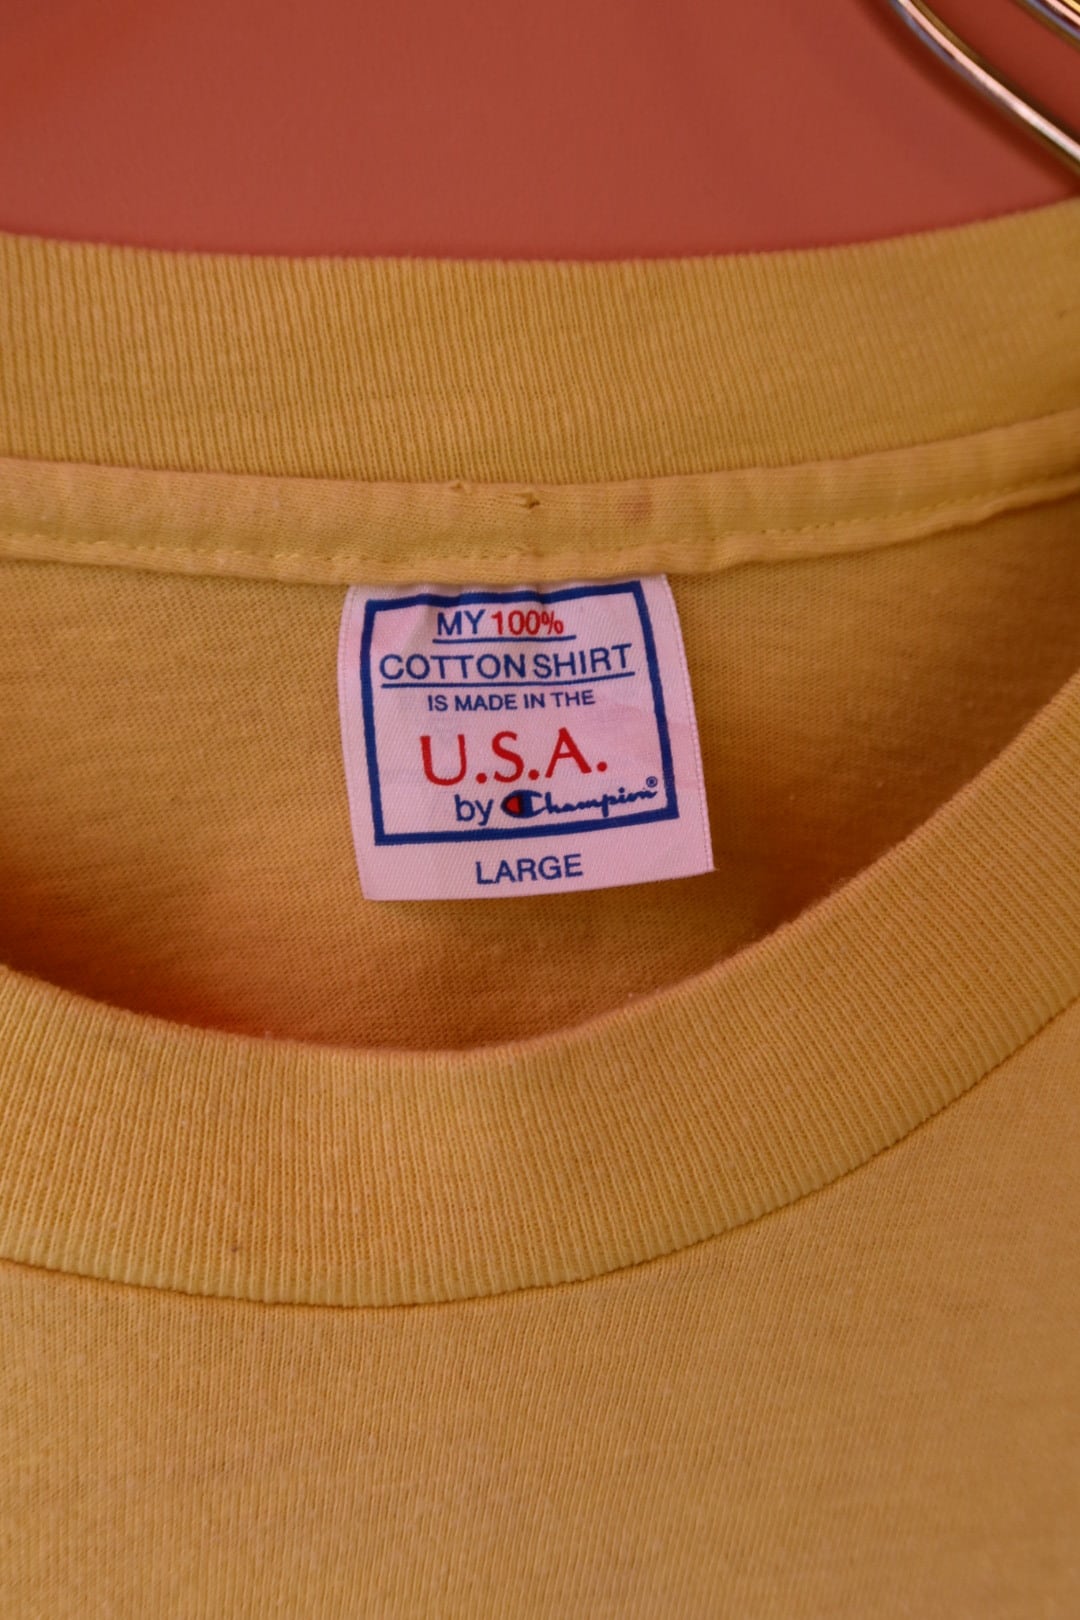 MY 100%
COTTON SHIRT
IS MADE IN THE
U.S.A.
by Champion®
LARGE